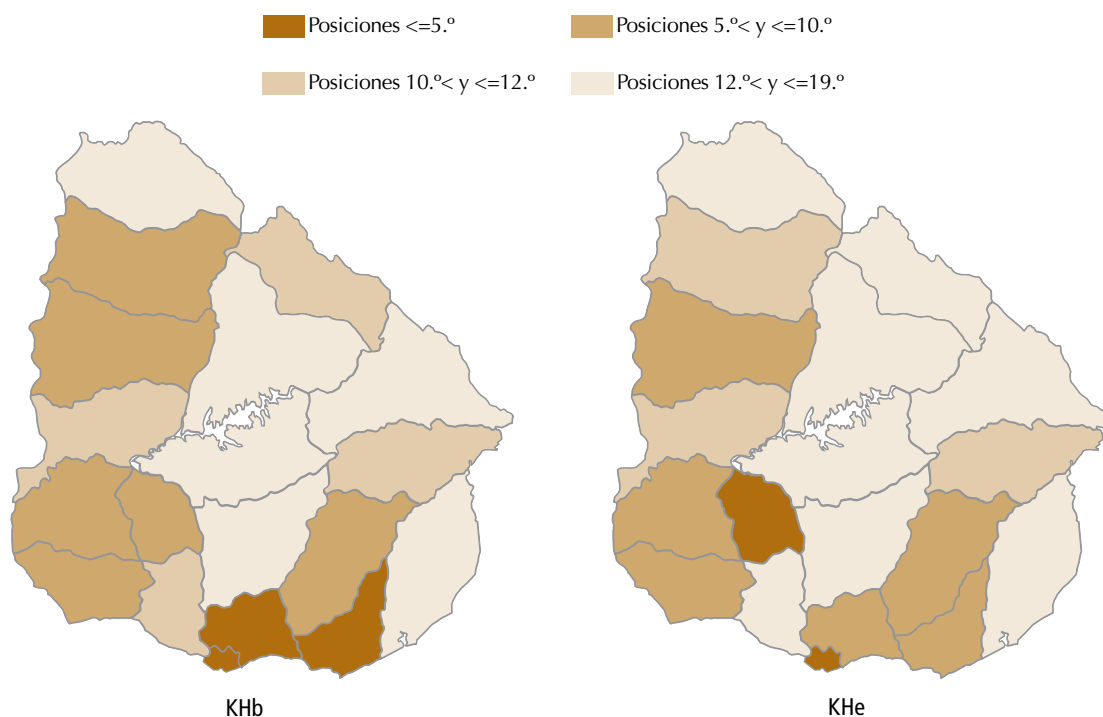 Posiciones <=5.º
Posiciones 5.º< y <=10.º
Posiciones 10.º< y <=12.º
Posiciones 12.º< y <=19.º
KHb
KHe